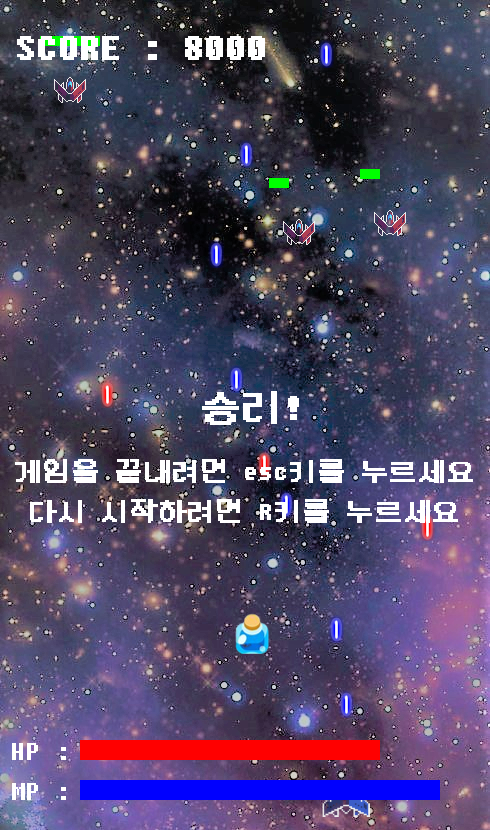 SCORE : 8000
승리!
게임을 끝내려면 esc키를 누르세요
다시 시작하려면 R키를 누르세요
HP :
MP :